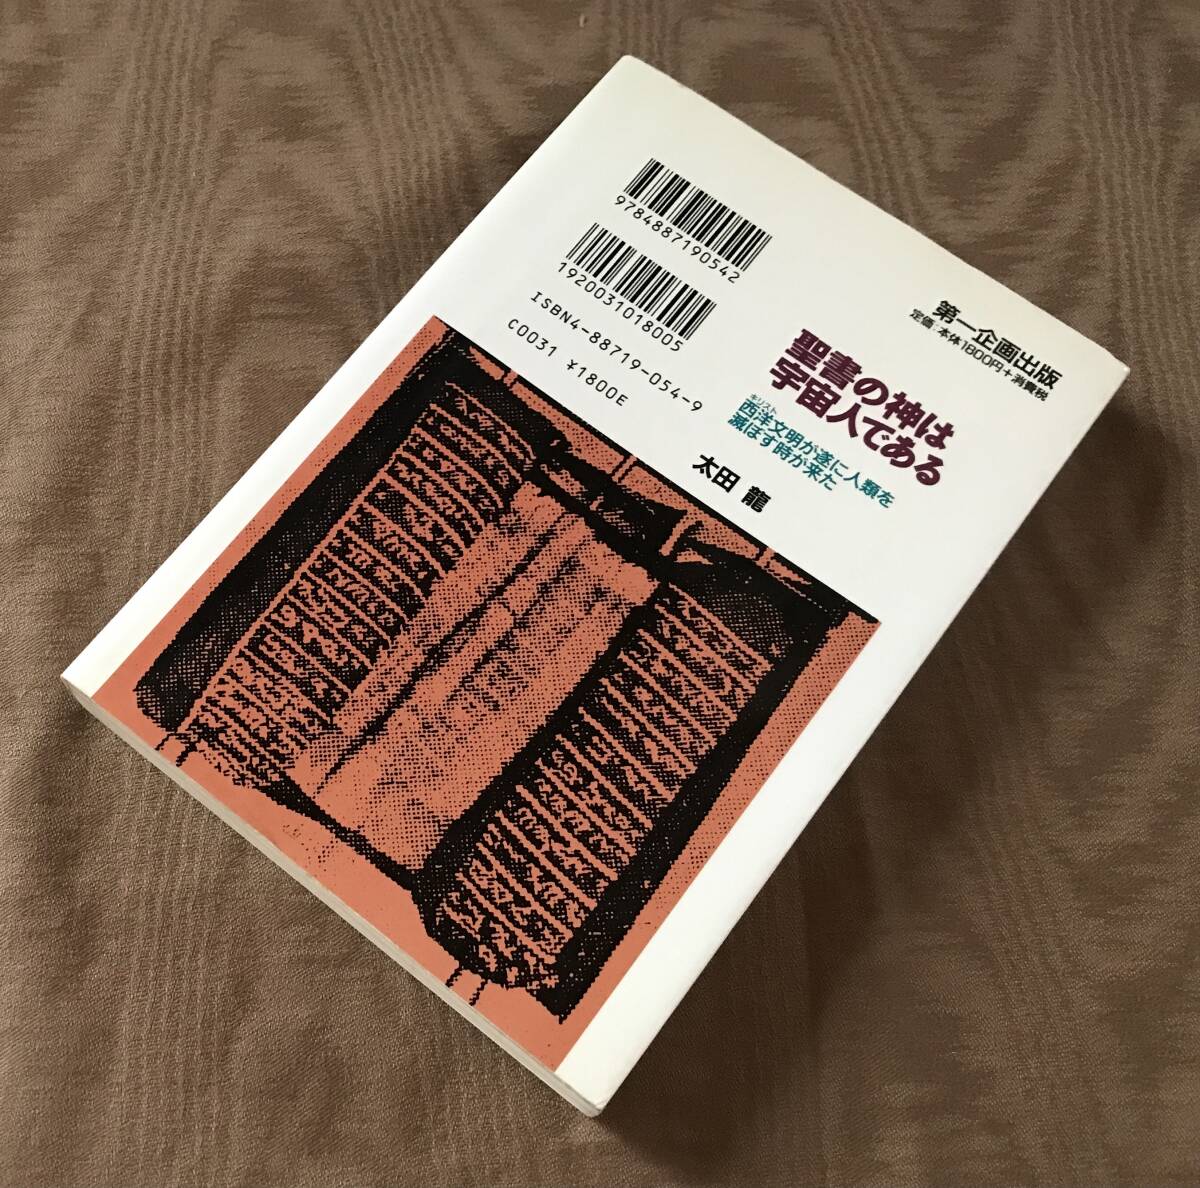 9784887190542
1920031018005
ISBN4-88719-054-9
C0031 ¥1800E
第一企画出版
定価:本体1800円+消費税
聖書の神は
宇宙人である
キリスト
西洋文明が遂に人類を
滅ぼす時が来た
太田 龍